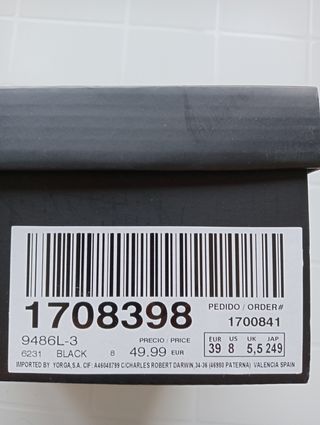 1708398
PEDIDO / ORDER#
1700841
9486L-3
PRECIO / PRICE
6231 BLACK 8 49.99 EUR
EUR US UK JAP
39 8 5,5 249
IMPORTED BY YORGA,S.A. CIF: A46048799 C/CHARLES ROBERT DARWIN, 34-36 (46980 PATERNA) VALENCIA SPAIN